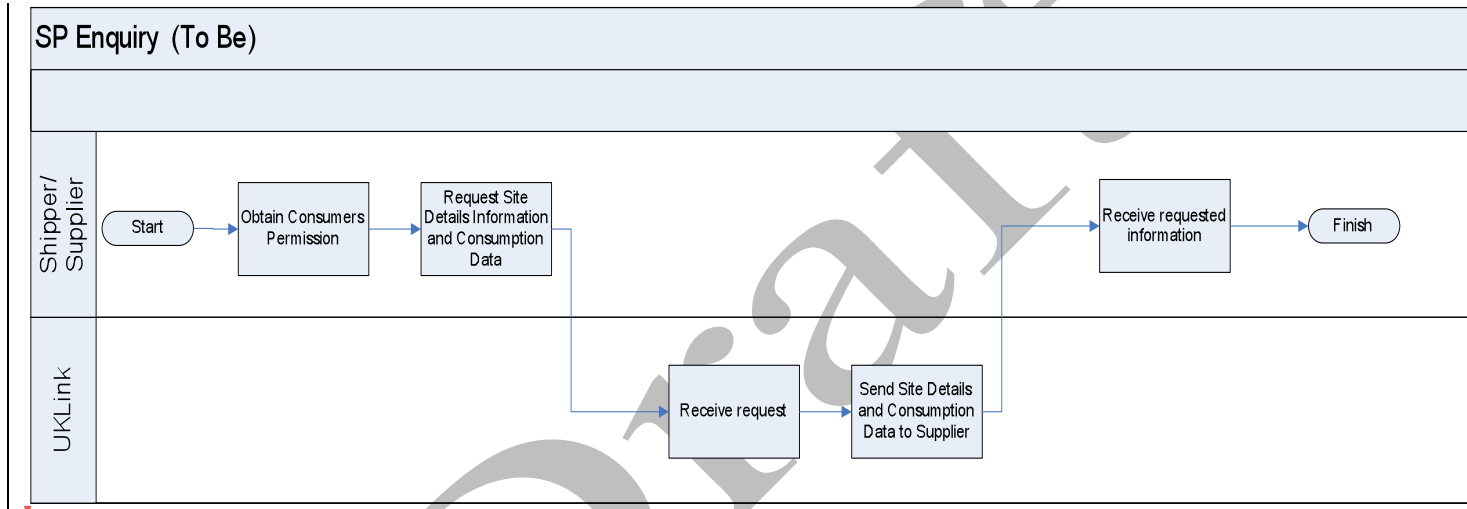 SP Enquiry (To Be)
Shipper/
Supplier
Start
Obtain Consumers
Permission
Request Site
Details Information
and Consumption
Data
Receive requested
information
Finish
UKLink
Receive request
Send Site Details
and Consumption
Data to Supplier
Draft